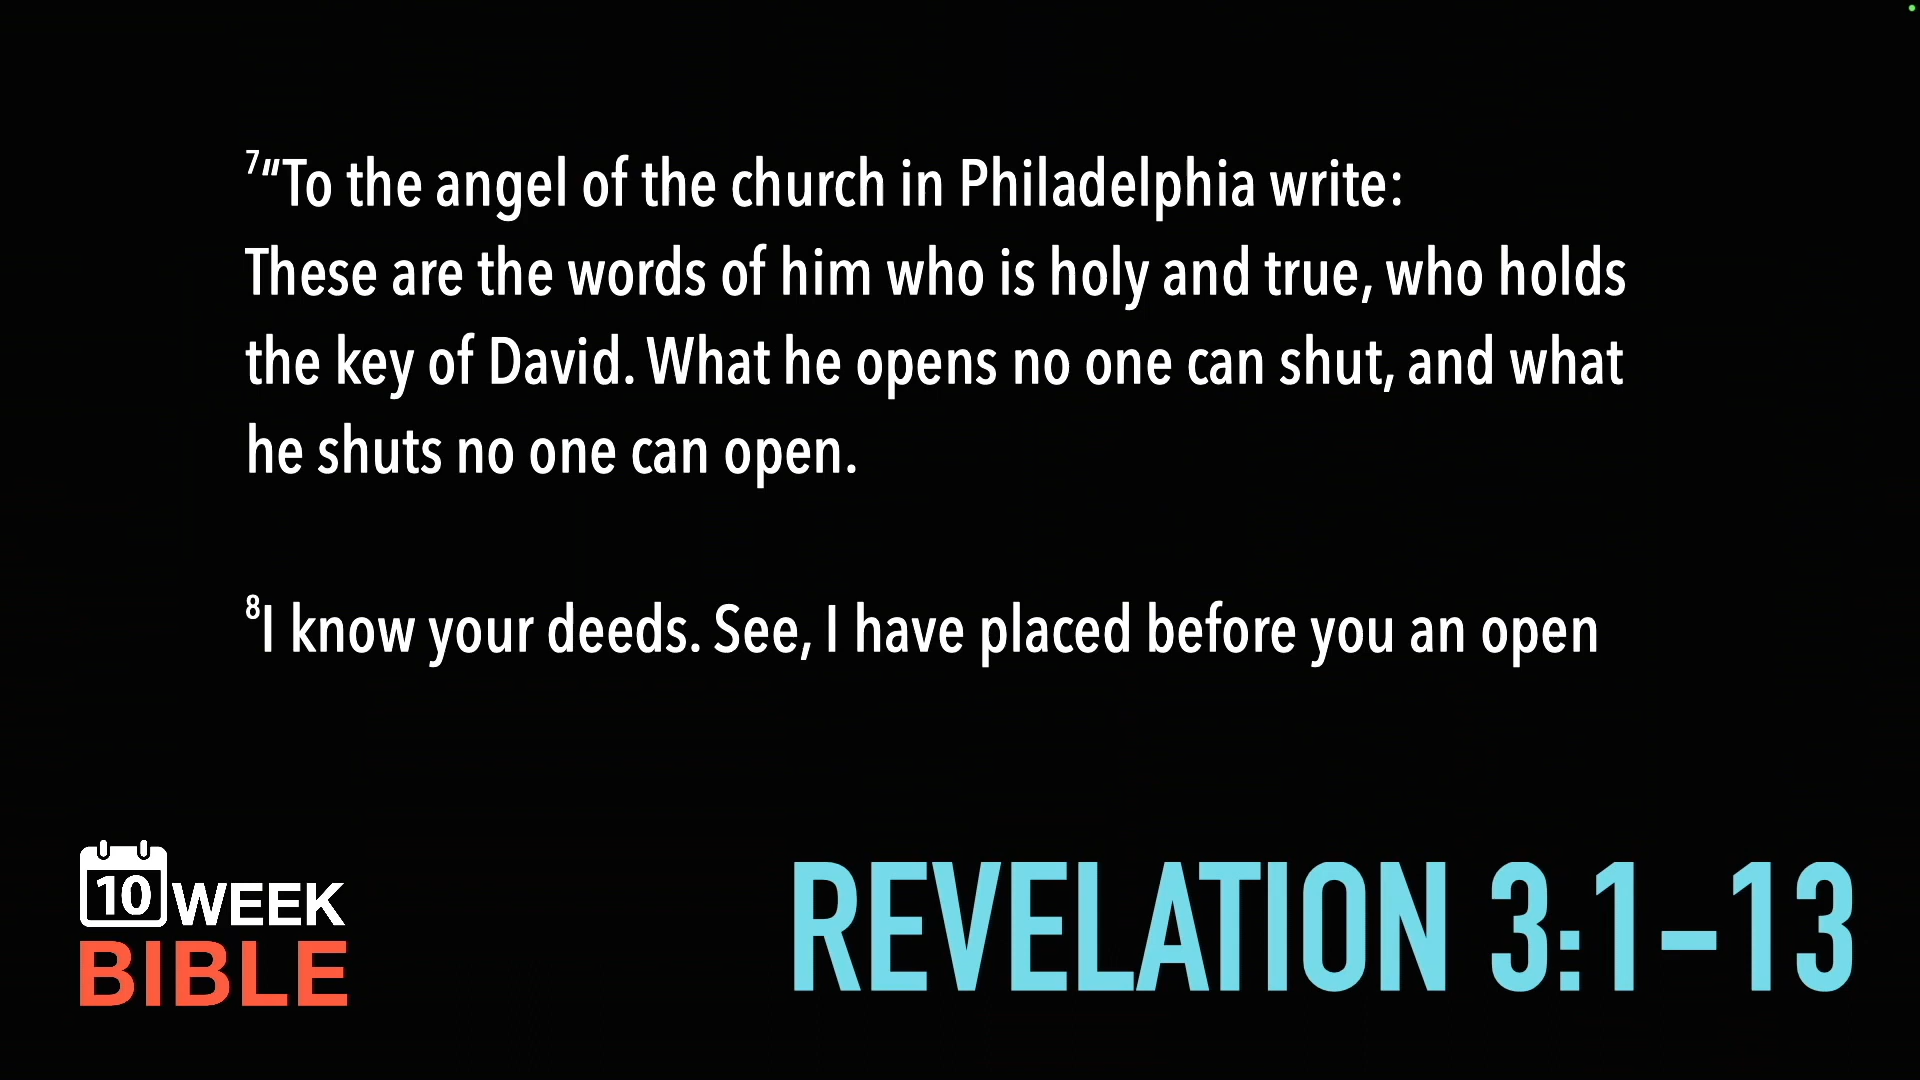 7"To the angel of the church in Philadelphia write:
These are the words of him who is holy and true, who holds
the key of David. What he opens no one can shut, and what
he shuts no one can open.
8I know your deeds. See, I have placed before you an open
10 WEEK
BIBLE
REVELATION 3:1–13